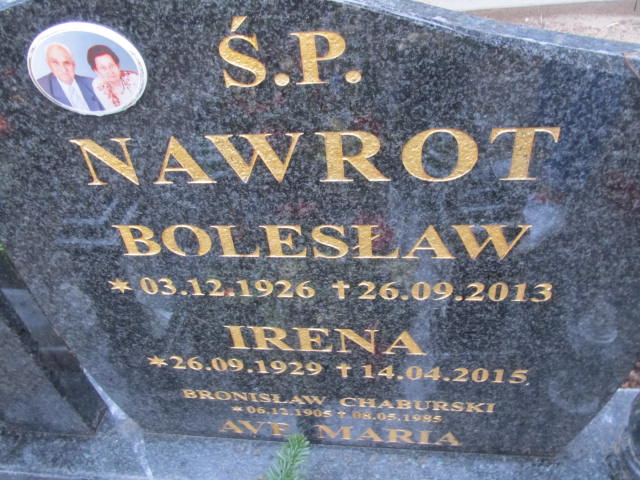 Ś.P.
NAWROT
BOLESŁAW
* 03.12.1926 ✝ 26.09.2013
IRENA
* 26.09.1929 ✝ 14.04.2015
BRONISŁAW CHABURSKI
* 06.12.1905 ✝ 08.05.1985
AVE MARIA